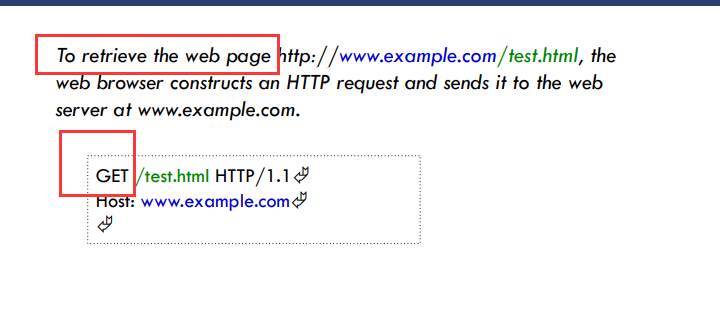 To retrieve the web page http://www.example.com/test.html, the
web browser constructs an HTTP request and sends it to the web
server at www.example.com.
GET /test.html HTTP/1.1↵
Host: www.example.com↵
↵